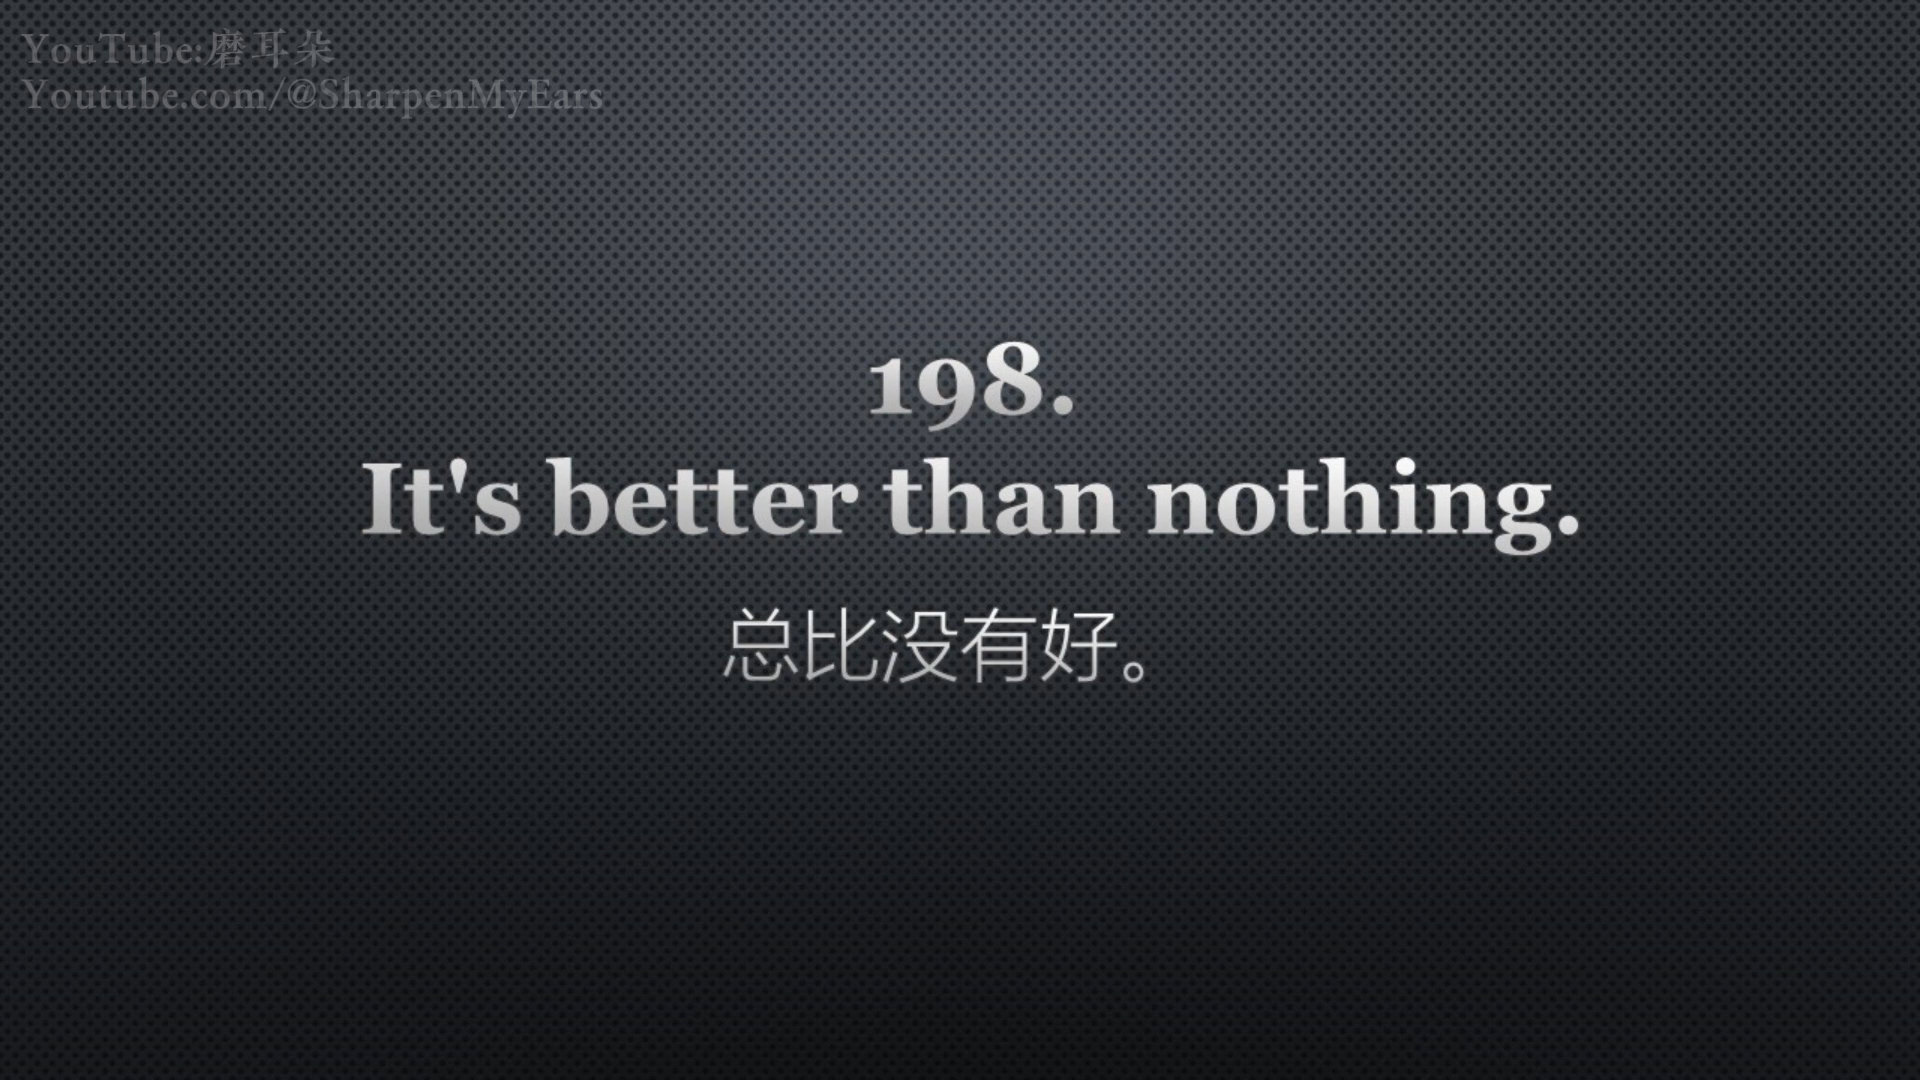 YouTube:磨耳朵
Youtube.com/@SharpenMyEars
198.
It's better than nothing.
总比没有好。